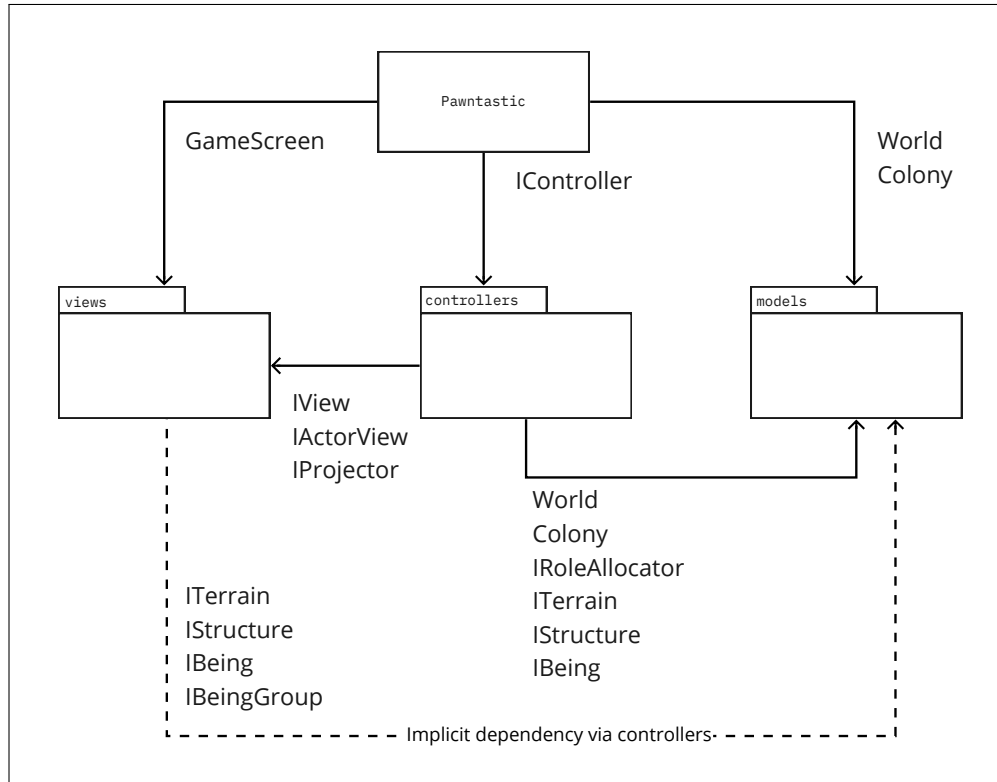 Pawntastic
GameScreen
IController
World
Colony
views
controllers
models
IView
IActorView
IProjector
World
Colony
IRoleAllocator
ITerrain
IStructure
IBeing
ITerrain
IStructure
IBeing
IBeingGroup
Implicit dependency via controllers